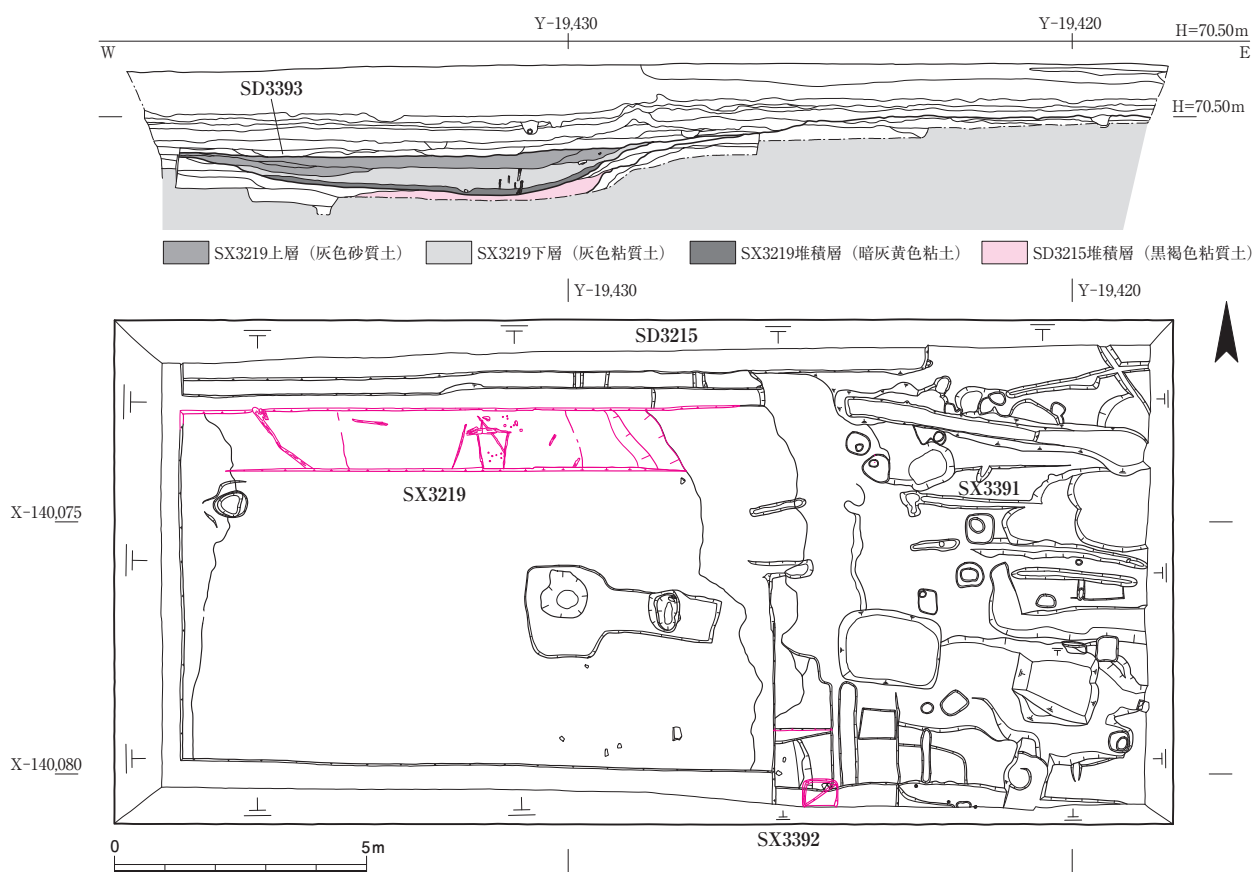 Y-19,430
Y-19,420
H=70.50m
W
E
SD3393
H=70.50m
SX3219上層（灰色砂質土）
SX3219下層（灰色粘質土）
SX3219堆積層（暗灰黄色粘土）
SD3215堆積層（黒褐色粘質土）
Y-19,430
Y-19,420
SD3215
SX3219
SX3391
X-140,075
X-140,080
SX3392
0
5m